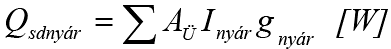 Q_sdnyár = ∑ A_Ü I_nyár g_nyár [W]